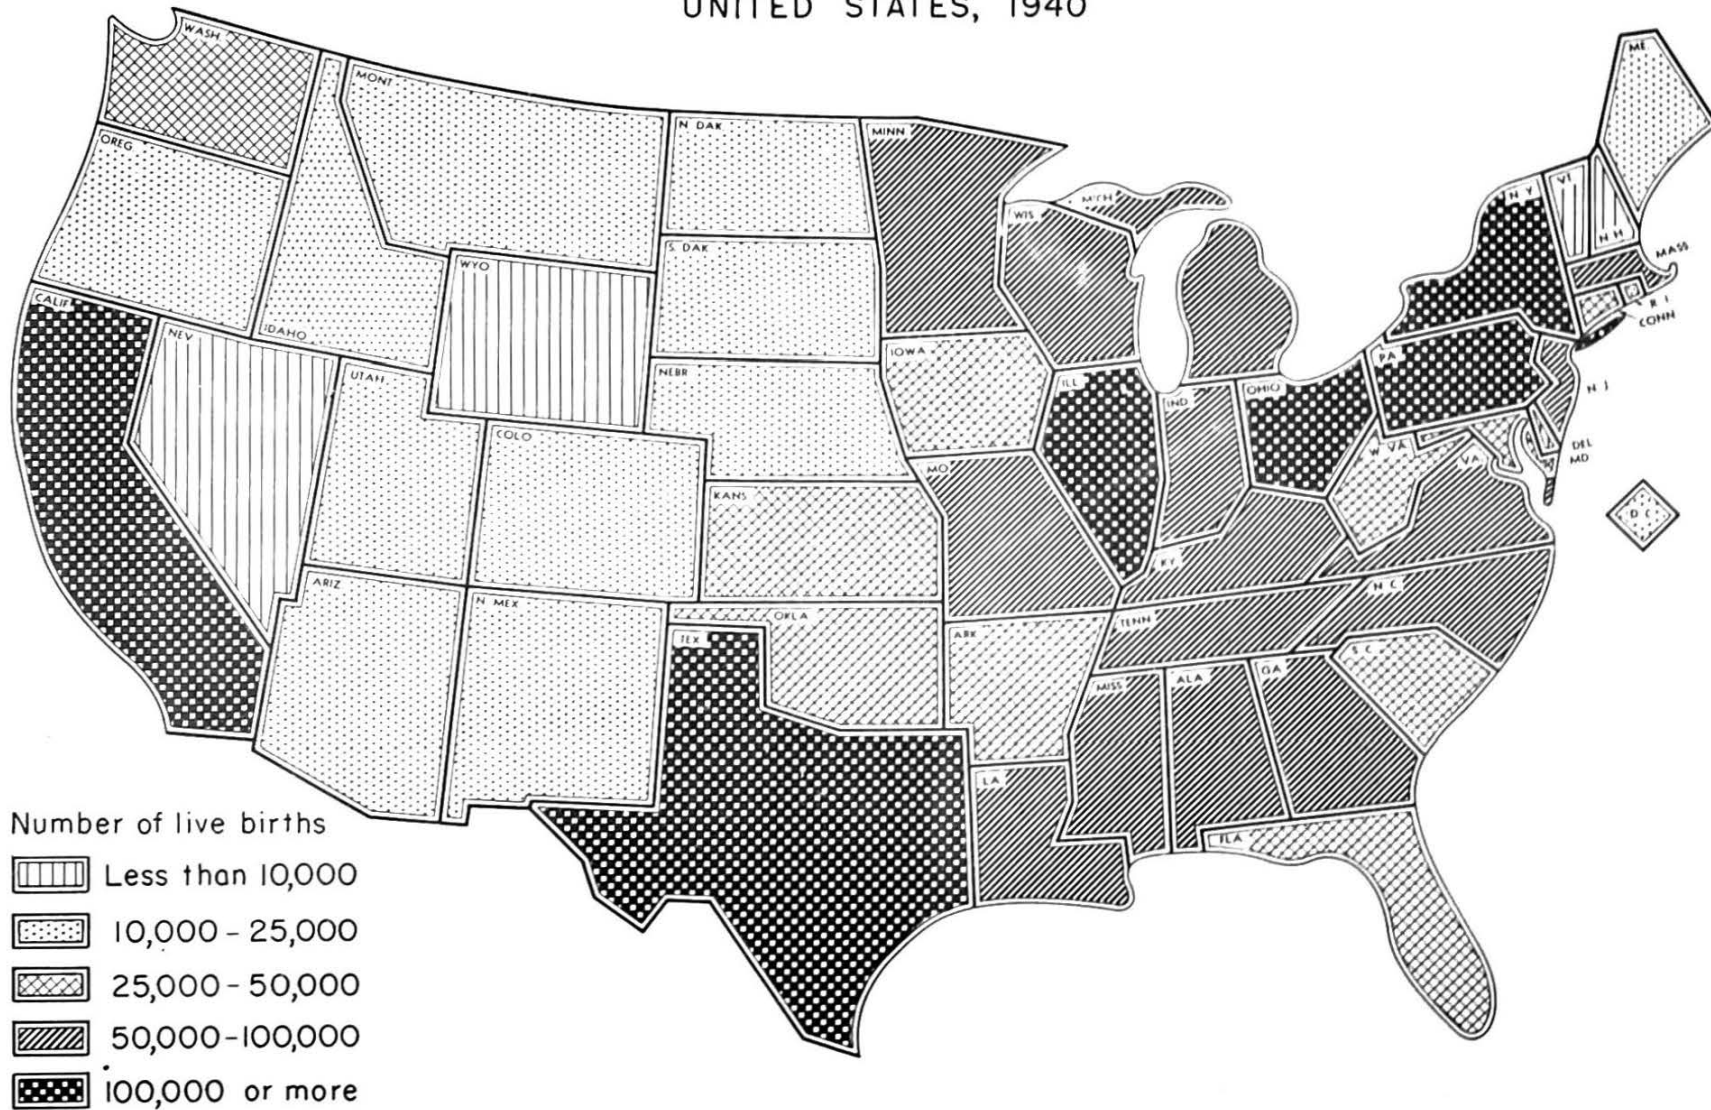 UNITED STATES, 1940
WASH
OREG
MONT
N DAK
MINN
ME
IDAHO
WYO
S. DAK
WIS
MICH
N Y
VT
N H
MASS
R I
CONN
CALIF
NEV
UTAH
COLO
NEBR
IOWA
ILL
IND
OHIO
PA
N J
DEL
MD
W VA
VA
D C
KANS
MO
KY
ARIZ
N MEX
OKLA
TEX
ARK
TENN
N C
S C
MISS
ALA
GA
LA
FLA
Number of live births
Less than 10,000
10,000 - 25,000
25,000 - 50,000
50,000 - 100,000
100,000 or more